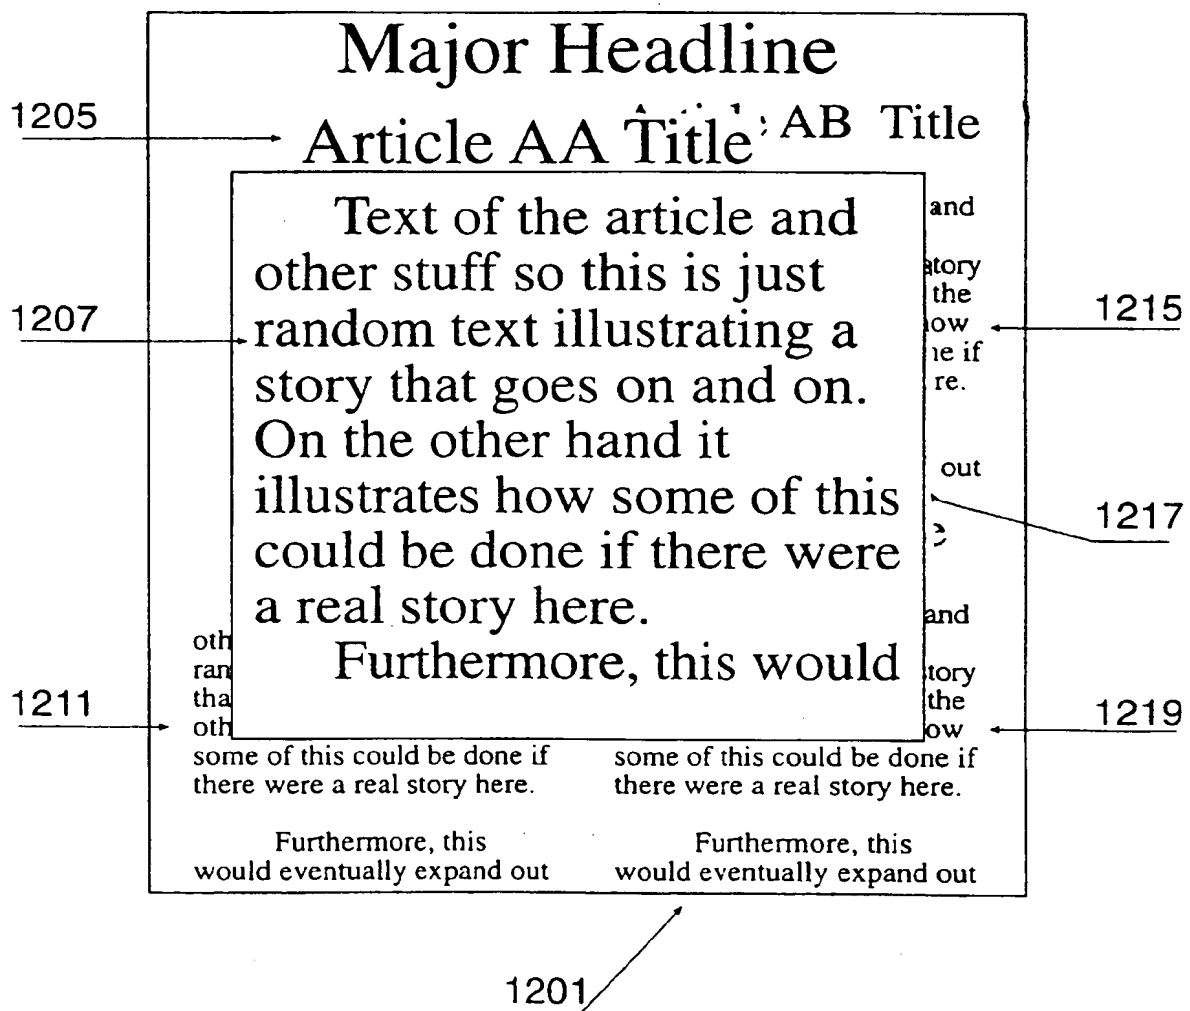 Major Headline
1205
Article AA Title AB Title
Text of the article and
other stuff so this is just
random text illustrating a
story that goes on and on.
On the other hand it
illustrates how some of this
could be done if there were
a real story here.
Furthermore, this would
1207
and
the
if
out
and
the
1215
1217
1211
1219
some of this could be done if
there were a real story here.
Furthermore, this
would eventually expand out
some of this could be done if
there were a real story here.
Furthermore, this
would eventually expand out
1201